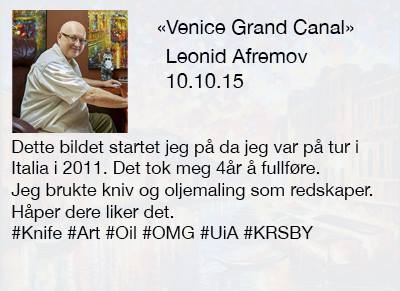 «Venice Grand Canal»
Leonid Afremov
10.10.15
Dette bildet startet jeg på da jeg var på tur i
Italia i 2011. Det tok meg 4år å fullføre.
Jeg brukte kniv og oljemaling som redskaper.
Håper dere liker det.
#Knife #Art #Oil #OMG #UiA #KRSBY